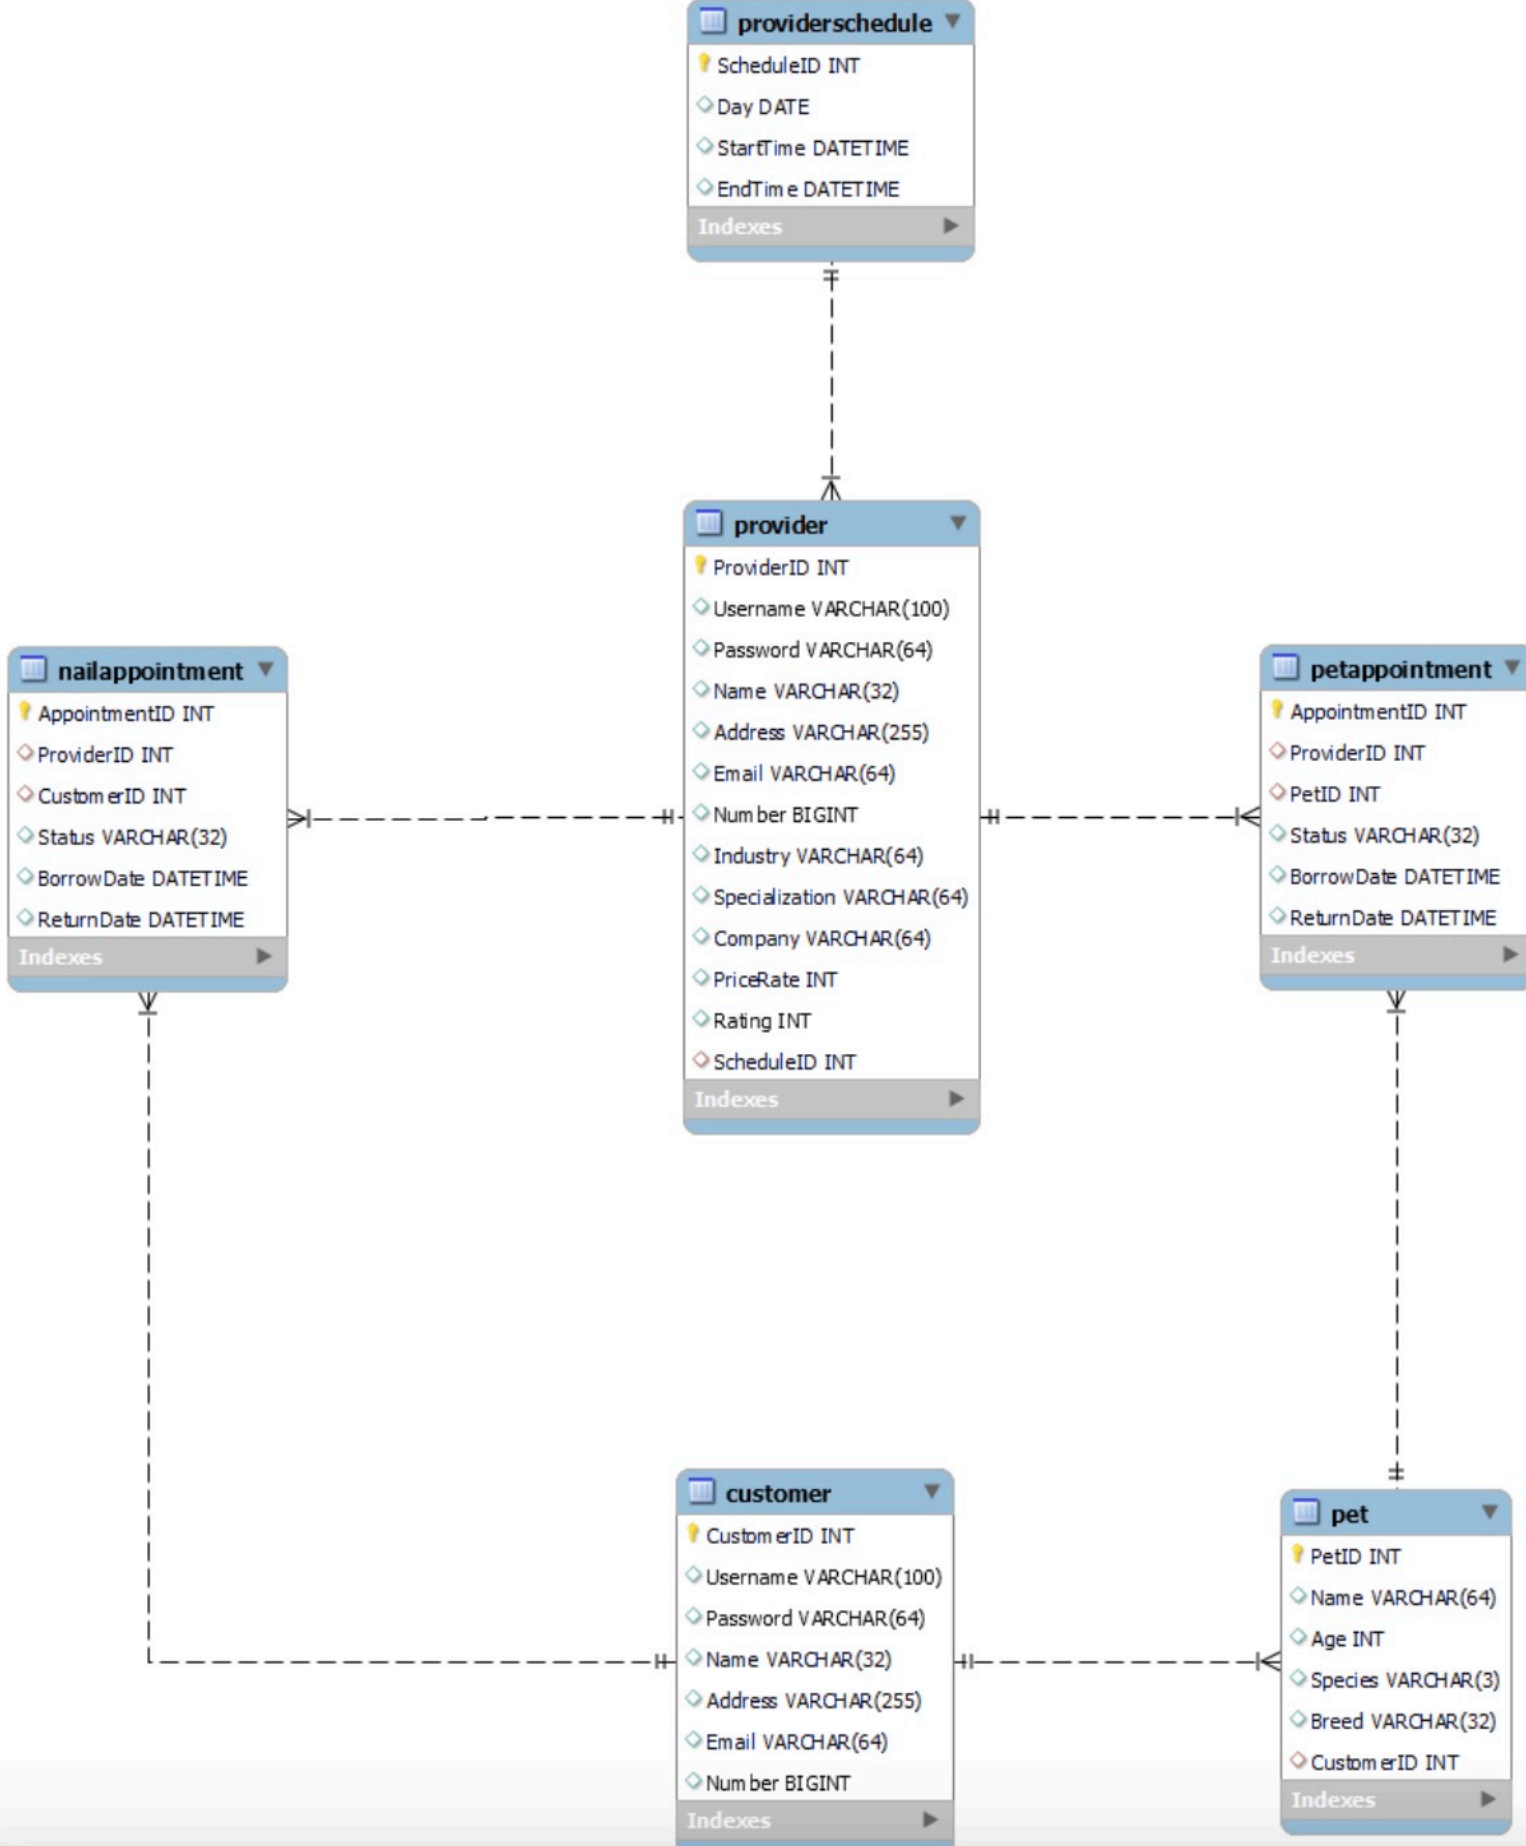 providerschedule
ScheduleID INT
Day DATE
StartTime DATETIME
EndTime DATETIME
Indexes
provider
ProviderID INT
Username VARCHAR(100)
Password VARCHAR(64)
Name VARCHAR(32)
Address VARCHAR(255)
Email VARCHAR(64)
Number BIGINT
Industry VARCHAR(64)
Specialization VARCHAR(64)
Company VARCHAR(64)
PriceRate INT
Rating INT
ScheduleID INT
Indexes
nailappointment
AppointmentID INT
ProviderID INT
CustomerID INT
Status VARCHAR(32)
BorrowDate DATETIME
ReturnDate DATETIME
Indexes
petappointment
AppointmentID INT
ProviderID INT
PetID INT
Status VARCHAR(32)
BorrowDate DATETIME
ReturnDate DATETIME
Indexes
customer
CustomerID INT
Username VARCHAR(100)
Password VARCHAR(64)
Name VARCHAR(32)
Address VARCHAR(255)
Email VARCHAR(64)
Number BIGINT
Indexes
pet
PetID INT
Name VARCHAR(64)
Age INT
Species VARCHAR(3)
Breed VARCHAR(32)
CustomerID INT
Indexes